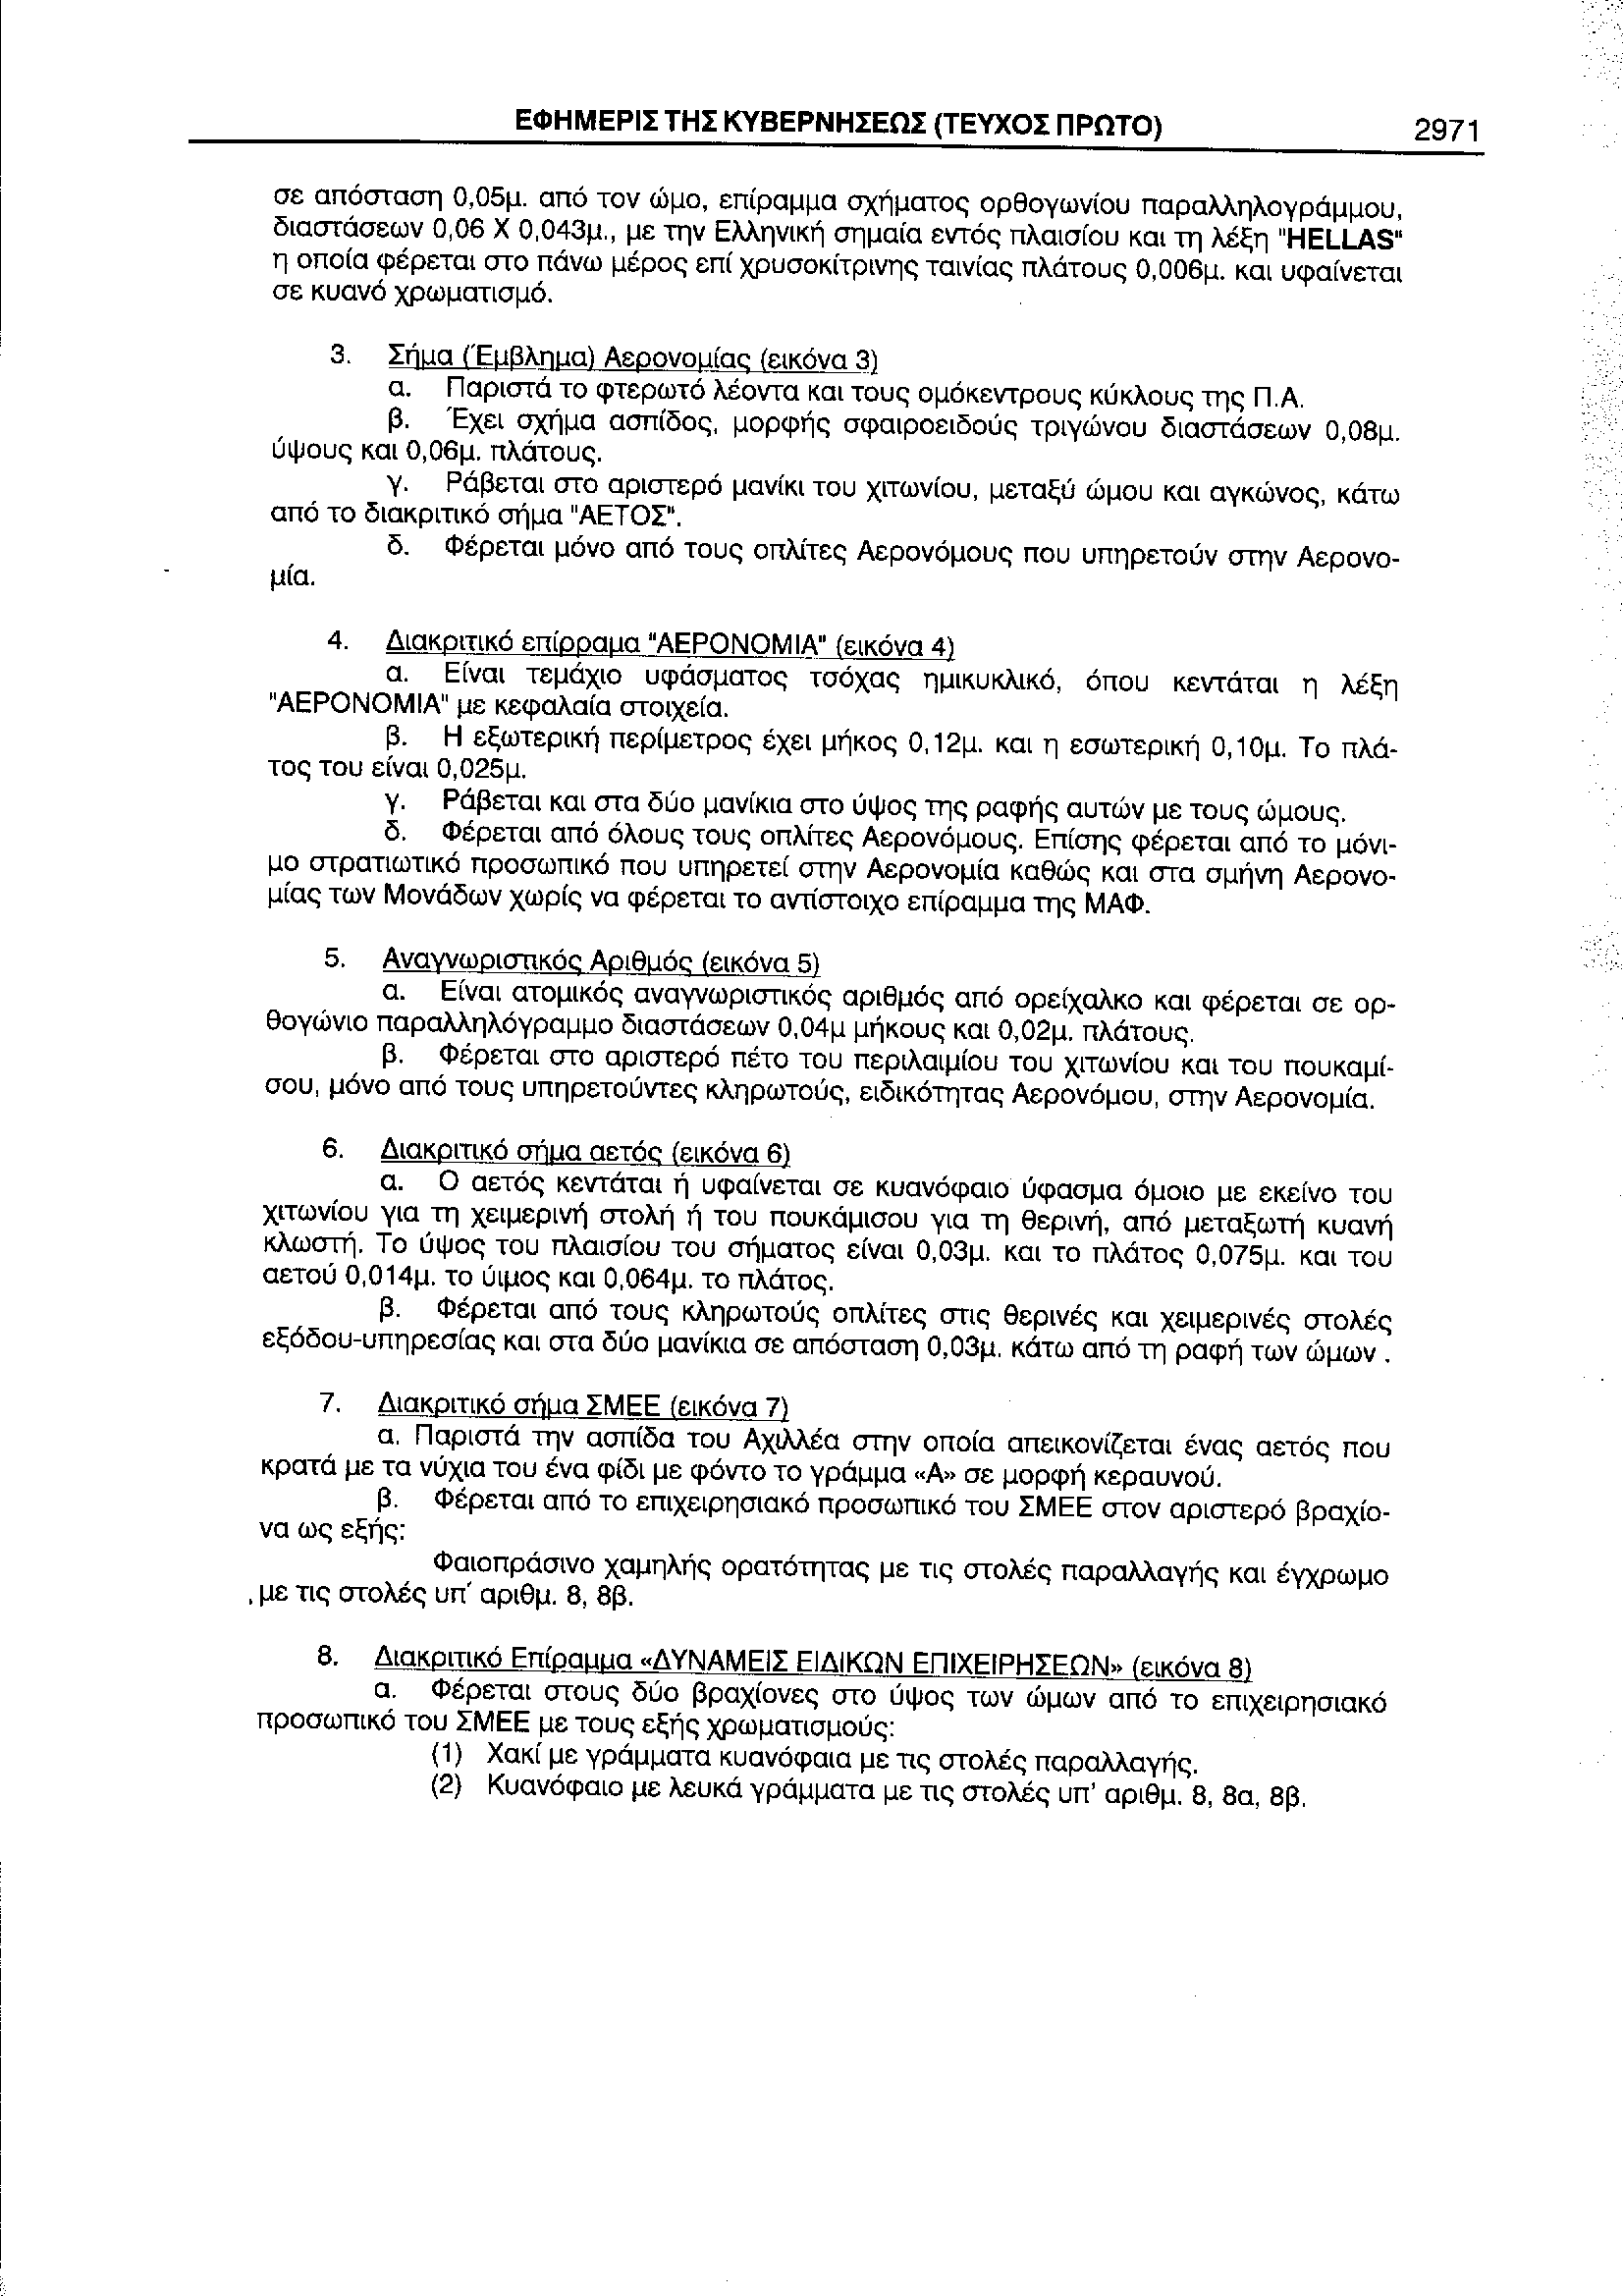 ΕΦΗΜΕΡΙΣ ΤΗΣ ΚΥΒΕΡΝΗΣΕΩΣ (ΤΕΥΧΟΣ ΠΡΩΤΟ) 2971
σε απόσταση 0,05μ. από τον ώμο, επίραμμα σχήματος ορθογωνίου παραλληλογράμμου,
διαστάσεων 0,06 Χ 0,043μ., με την Ελληνική σημαία εντός πλαισίου και τη λέξη "HELLAS"
η οποία φέρεται στο πάνω μέρος επί χρυσοκίτρινης ταινίας πλάτους 0,006μ. και υφαίνεται
σε κυανό χρωματισμό.
3. Σήμα (Έμβλημα) Αερονομίας (εικόνα 3)
α. Παριστά το φτερωτό λέοντα και τους ομόκεντρους κύκλους της Π.Α.
β. Έχει σχήμα ασπίδος, μορφής σφαιροειδούς τριγώνου διαστάσεων 0,08μ.
ύψους και 0,06μ. πλάτους.
γ. Ράβεται στο αριστερό μανίκι του χιτωνίου, μεταξύ ώμου και αγκώνος, κάτω
από το διακριτικό σήμα "ΑΕΤΟΣ".
δ. Φέρεται μόνο από τους οπλίτες Αερονόμους που υπηρετούν στην Αερονο-
μία.
4. Διακριτικό επίρραμα "ΑΕΡΟΝΟΜΙΑ" (εικόνα 4)
α. Είναι τεμάχιο υφάσματος τσόχας ημικυκλικό, όπου κεντάται η λέξη
"ΑΕΡΟΝΟΜΙΑ" με κεφαλαία στοιχεία.
β. Η εξωτερική περίμετρος έχει μήκος 0,12μ. και η εσωτερική 0,10μ. Το πλά-
τος του είναι 0,025μ.
γ. Ράβεται και στα δύο μανίκια στο ύψος της ραφής αυτών με τους ώμους.
δ. Φέρεται από όλους τους οπλίτες Αερονόμους. Επίσης φέρεται από το μόνι-
μο στρατιωτικό προσωπικό που υπηρετεί στην Αερονομία καθώς και στα σμήνη Αερονο-
μίας των Μονάδων χωρίς να φέρεται το αντίστοιχο επίραμμα της ΜΑΦ.
5. Αναγνωριστικός Αριθμός (εικόνα 5)
α. Είναι ατομικός αναγνωριστικός αριθμός από ορείχαλκο και φέρεται σε ορ-
θογώνιο παραλληλόγραμμο διαστάσεων 0,04μ μήκους και 0,02μ. πλάτους.
β. Φέρεται στο αριστερό πέτο του περιλαιμίου του χιτωνίου και του πουκαμί-
σου, μόνο από τους υπηρετούντες κληρωτούς, ειδικότητας Αερονόμου, στην Αερονομία.
6. Διακριτικό σήμα αετός (εικόνα 6)
α. Ο αετός κεντάται ή υφαίνεται σε κυανόφαιο ύφασμα όμοιο με εκείνο του
χιτωνίου για τη χειμερινή στολή ή του πουκάμισου για τη θερινή, από μεταξωτή κυανή
κλωστή. Το ύψος του πλαισίου του σήματος είναι 0,03μ. και το πλάτος 0,075μ. και του
αετού 0,014μ. το ύιμος και 0,064μ. το πλάτος.
β. Φέρεται από τους κληρωτούς οπλίτες στις θερινές και χειμερινές στολές
εξόδου-υπηρεσίας και στα δύο μανίκια σε απόσταση 0,03μ. κάτω από τη ραφή των ώμων .
7. Διακριτικό σήμα ΣΜΕΕ (εικόνα 7)
α. Παριστά την ασπίδα του Αχιλλέα στην οποία απεικονίζεται ένας αετός που
κρατά με τα νύχια του ένα φίδι με φόντο το γράμμα «Α» σε μορφή κεραυνού.
β. Φέρεται από το επιχειρησιακό προσωπικό του ΣΜΕΕ στον αριστερό βραχίο-
να ως εξής:
Φαιοπράσινο χαμηλής ορατότητας με τις στολές παραλλαγής και έγχρωμο
με τις στολές υπ' αριθμ. 8, 8β.
8. Διακριτικό Επίραμμα «ΔΥΝΑΜΕΙΣ ΕΙΔΙΚΩΝ ΕΠΙΧΕΙΡΗΣΕΩΝ» (εικόνα 8)
α. Φέρεται στους δύο βραχίονες στο ύψος των ώμων από το επιχειρησιακό
προσωπικό του ΣΜΕΕ με τους εξής χρωματισμούς:
(1) Χακί με γράμματα κυανόφαια με τις στολές παραλλαγής.
(2) Κυανόφαιο με λευκά γράμματα με τις στολές υπ' αριθμ. 8, 8α, 8β.